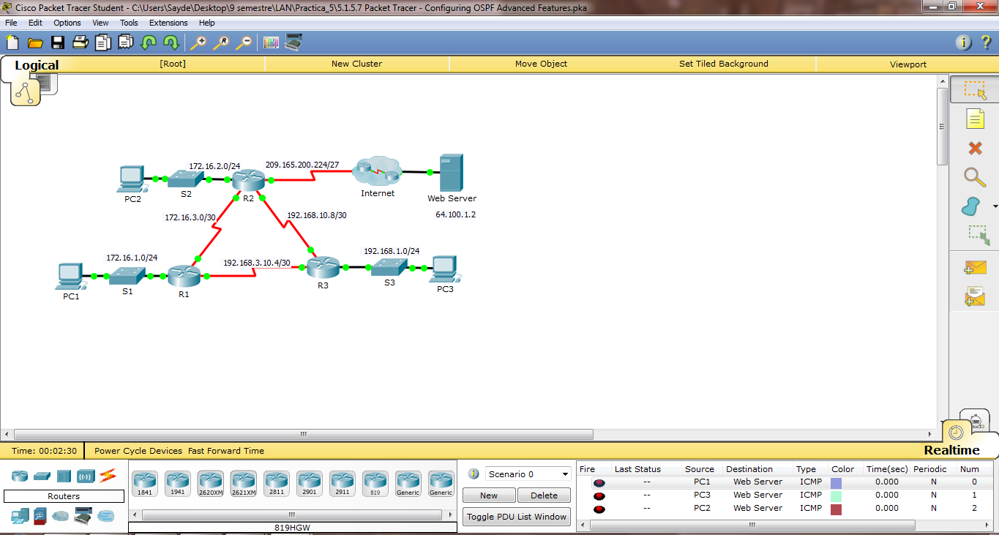 Cisco Packet Tracer Student - C:\Users\Sayde\Desktop\9 semestre\LAN\Practica_5\5.1.5.7 Packet Tracer - Configuring OSPF Advanced Features.pka
File Edit Options View Tools Extensions Help
Logical [Root] New Cluster Move Object Set Tiled Background Viewport
172.16.2.0/24
209.165.200.224/27
PC2
S2
R2
Internet
Web Server
64.100.1.2
172.16.3.0/30
192.168.10.8/30
172.16.1.0/24
192.168.3.10.4/30
192.168.1.0/24
PC1
S1
R1
R3
S3
PC3
Time: 00:02:30 Power Cycle Devices Fast Forward Time
Realtime
Routers
1841 1941 2620XM 2621XM 2811 2901 2911 819 Generic Generic
819HGW
Scenario 0
New Delete
Toggle PDU List Window
Fire Last Status Source Destination Type Color Time(sec) Periodic Num
-- PC1 Web Server ICMP 0.000 N 0
-- PC3 Web Server ICMP 0.000 N 1
-- PC2 Web Server ICMP 0.000 N 2